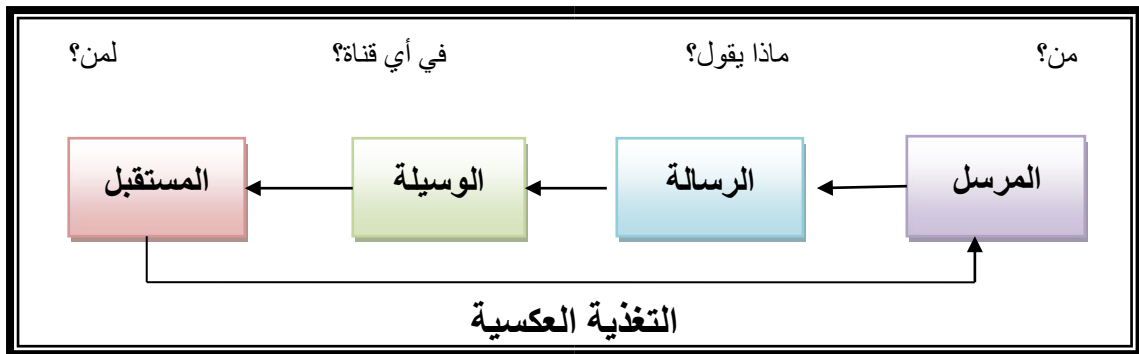 من؟ ماذا يقول؟ في أي قناة؟ لمن؟
المرسل الرسالة الوسيلة المستقبل
التغذية العكسية